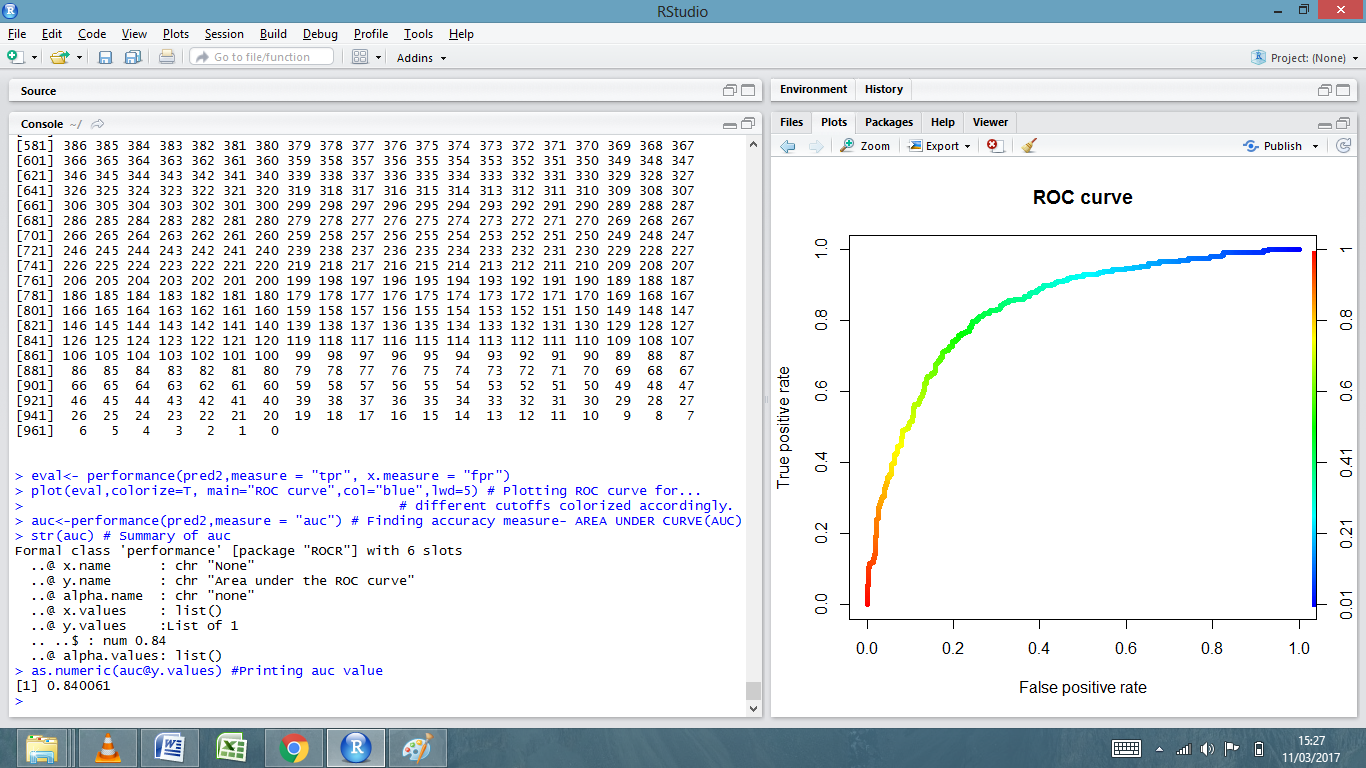 RStudio
File Edit Code View Plots Session Build Debug Profile Tools Help
Go to file/function Addins Project: (None)
Source
Console ~/
[581] 386 385 384 383 382 381 380 379 378 377 376 375 374 373 372 371 370 369 368 367
[601] 366 365 364 363 362 361 360 359 358 357 356 355 354 353 352 351 350 349 348 347
[621] 346 345 344 343 342 341 340 339 338 337 336 335 334 333 332 331 330 329 328 327
[641] 326 325 324 323 322 321 320 319 318 317 316 315 314 313 312 311 310 309 308 307
[661] 306 305 304 303 302 301 300 299 298 297 296 295 294 293 292 291 290 289 288 287
[681] 286 285 284 283 282 281 280 279 278 277 276 275 274 273 272 271 270 269 268 267
[701] 266 265 264 263 262 261 260 259 258 257 256 255 254 253 252 251 250 249 248 247
[721] 246 245 244 243 242 241 240 239 238 237 236 235 234 233 232 231 230 229 228 227
[741] 226 225 224 223 222 221 220 219 218 217 216 215 214 213 212 211 210 209 208 207
[761] 206 205 204 203 202 201 200 199 198 197 196 195 194 193 192 191 190 189 188 187
[781] 186 185 184 183 182 181 180 179 178 177 176 175 174 173 172 171 170 169 168 167
[801] 166 165 164 163 162 161 160 159 158 157 156 155 154 153 152 151 150 149 148 147
[821] 146 145 144 143 142 141 140 139 138 137 136 135 134 133 132 131 130 129 128 127
[841] 126 125 124 123 122 121 120 119 118 117 116 115 114 113 112 111 110 109 108 107
[861] 106 105 104 103 102 101 100 99 98 97 96 95 94 93 92 91 90 89 88 87
[881] 86 85 84 83 82 81 80 79 78 77 76 75 74 73 72 71 70 69 68 67
[901] 66 65 64 63 62 61 60 59 58 57 56 55 54 53 52 51 50 49 48 47
[921] 46 45 44 43 42 41 40 39 38 37 36 35 34 33 32 31 30 29 28 27
[941] 26 25 24 23 22 21 20 19 18 17 16 15 14 13 12 11 10 9 8 7
[961] 6 5 4 3 2 1 0
> eval<- performance(pred2,measure = "tpr", x.measure = "fpr")
> plot(eval,colorize=T, main="ROC curve",col="blue",lwd=5) # Plotting ROC curve for...
> # different cutoffs colorized accordingly.
> auc<-performance(pred2,measure = "auc") # Finding accuracy measure- AREA UNDER CURVE(AUC)
> str(auc) # Summary of auc
Formal class 'performance' [package "ROCR"] with 6 slots
..@ x.name : chr "None"
..@ y.name : chr "Area under the ROC curve"
..@ alpha.name : chr "none"
..@ x.values : list()
..@ y.values :List of 1
.. ..$ : num 0.84
..@ alpha.values: list()
> as.numeric(auc@y.values) #Printing auc value
[1] 0.840061
>
Environment History
Files Plots Packages Help Viewer
Zoom Export Publish
ROC curve
True positive rate
0.0 0.2 0.4 0.6 0.8 1.0
0.01 0.21 0.41 0.6 0.8 1
0.0 0.2 0.4 0.6 0.8 1.0
False positive rate
15:27
11/03/2017